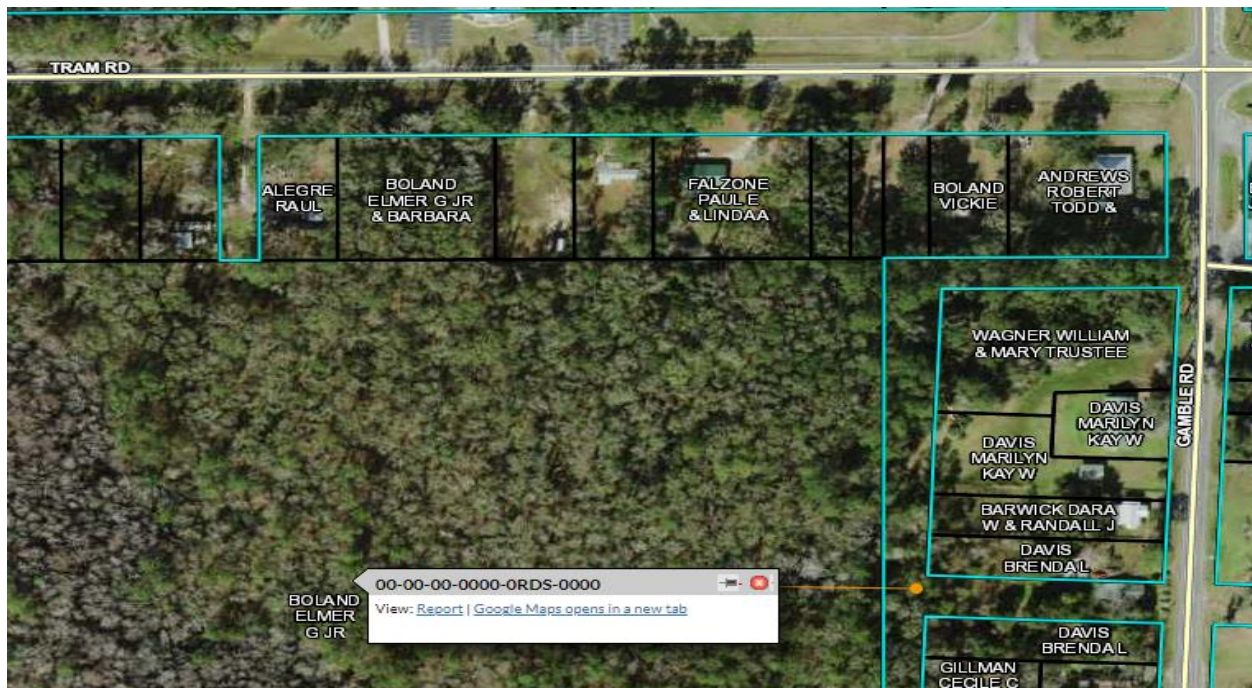 TRAM RD
ALEGRE
RAUL
BOLAND
ELMER G JR
& BARBARA
FALZONE
PAUL E
& LINDA A
BOLAND
VICKIE
ANDREWS
ROBERT
TODD &
WAGNER WILLIAM
& MARY TRUSTEE
GAMBLE RD
DAVIS
MARILYN
KAY W
DAVIS
MARILYN
KAY W
BARWICK DARA
W & RANDALL J
DAVIS
BRENDA L
00-00-00-0000-0RDS-0000
View: Report | Google Maps opens in a new tab
BOLAND
ELMER
G JR
DAVIS
BRENDA L
GILLMAN
CECILE C